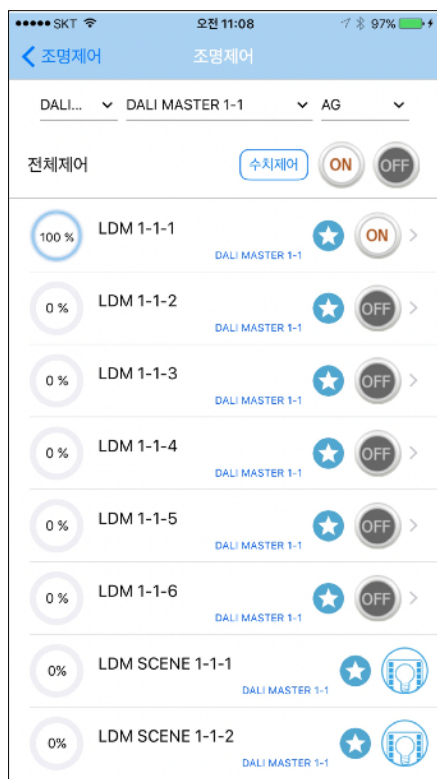 SKT 오전 11:08 97%
조명제어 조명제어
DALI... DALI MASTER 1-1 AG
전체제어 수치제어 ON OFF
100 % LDM 1-1-1 ON
DALI MASTER 1-1
0 % LDM 1-1-2 OFF
DALI MASTER 1-1
0 % LDM 1-1-3 OFF
DALI MASTER 1-1
0 % LDM 1-1-4 OFF
DALI MASTER 1-1
0 % LDM 1-1-5 OFF
DALI MASTER 1-1
0 % LDM 1-1-6 OFF
DALI MASTER 1-1
0% LDM SCENE 1-1-1
DALI MASTER 1-1
0% LDM SCENE 1-1-2
DALI MASTER 1-1